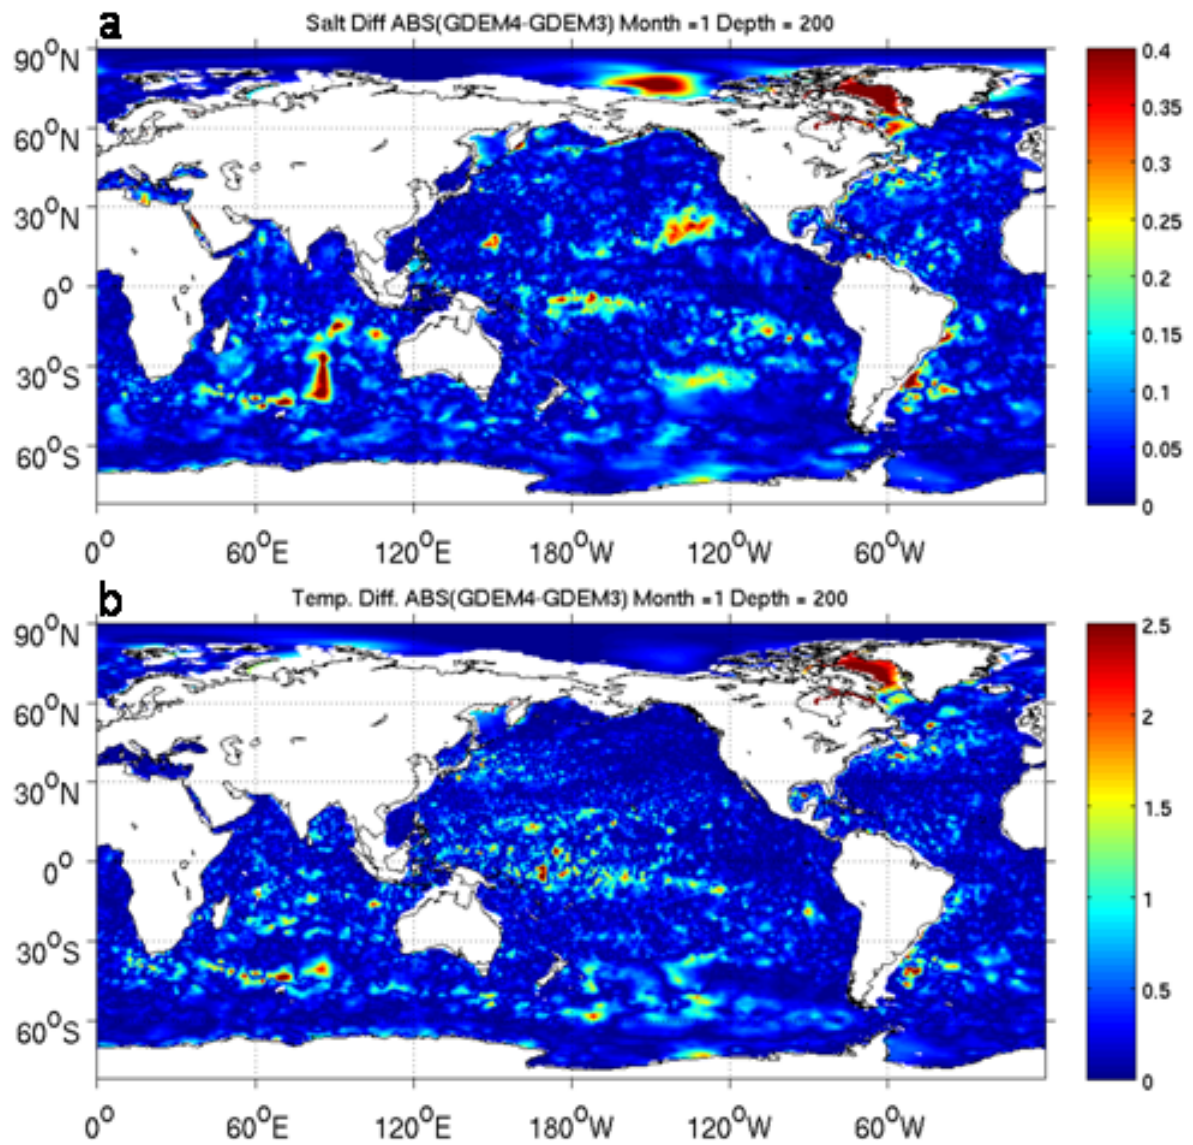 a
Salt Diff ABS(GDEM4-GDEM3) Month =1 Depth = 200
90°N
60°N
30°N
0°
30°S
60°S
0° 60°E 120°E 180°W 120°W 60°W
0.4
0.35
0.3
0.25
0.2
0.15
0.1
0.05
0
b
Temp. Diff. ABS(GDEM4-GDEM3) Month =1 Depth = 200
90°N
60°N
30°N
0°
30°S
60°S
0° 60°E 120°E 180°W 120°W 60°W
2.5
2
1.5
1
0.5
0